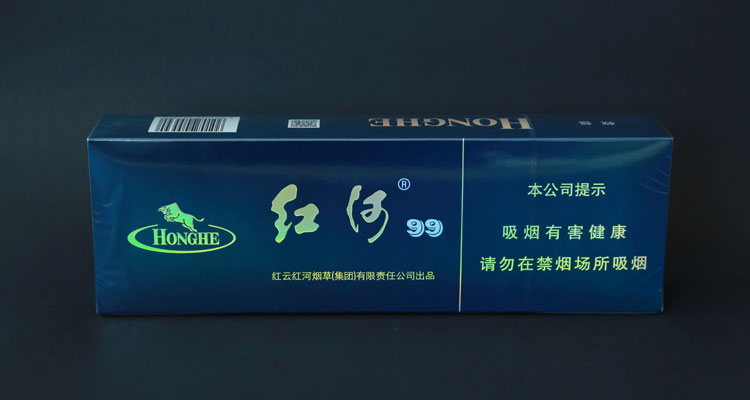 HONGHE
HONGHE
红河®
99
红云红河烟草(集团)有限责任公司出品
本公司提示
吸烟有害健康
请勿在禁烟场所吸烟